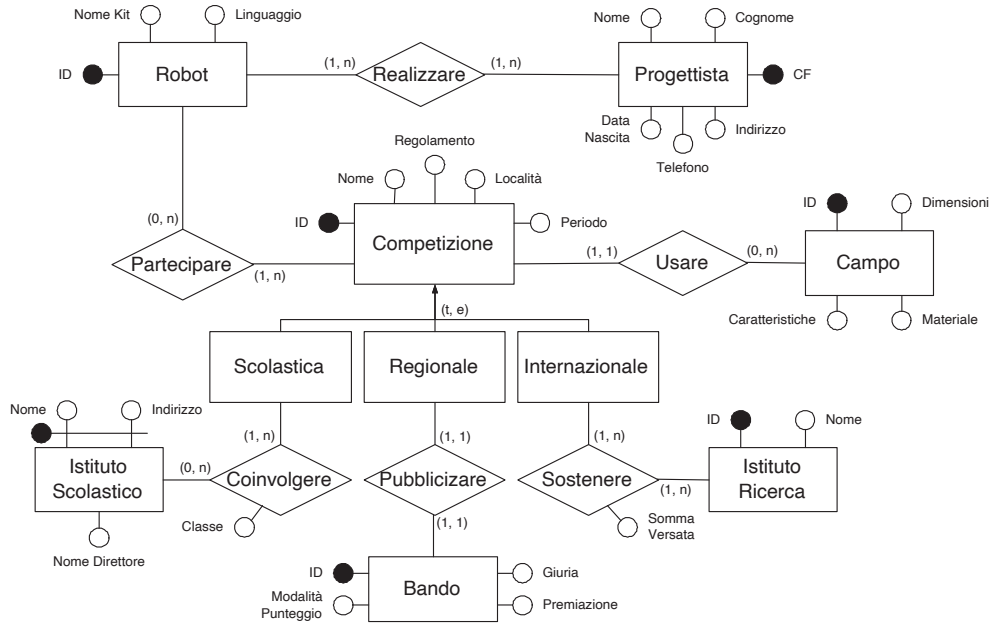 Nome Kit
Linguaggio
ID
Robot
(1, n)
Realizzare
(1, n)
Nome
Cognome
Progettista
CF
Data
Nascita
Telefono
Indirizzo
Regolamento
Nome
Località
ID
Competizione
Periodo
(0, n)
Partecipare
(1, n)
(1, 1)
Usare
(0, n)
ID
Dimensioni
Campo
Caratteristiche
Materiale
(t, e)
Scolastica
Regionale
Internazionale
Nome
Indirizzo
Istituto
Scolastico
Nome Direttore
(0, n)
(1, n)
Coinvolgere
Classe
(1, 1)
Pubblicizare
(1, 1)
(1, n)
Sostenere
(1, n)
Somma
Versata
ID
Nome
Istituto
Ricerca
ID
Modalità
Punteggio
Bando
Giuria
Premiazione